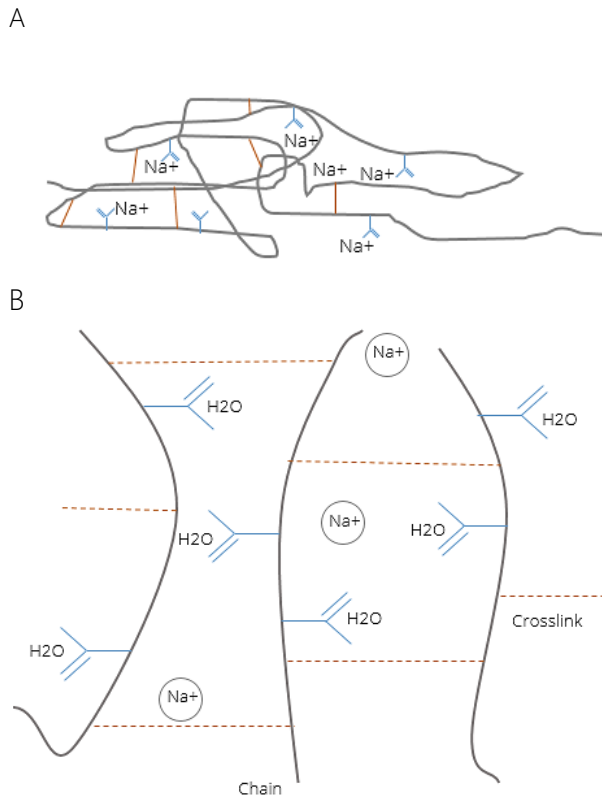 A
Na+
Na+
Na+
Na+
Na+
Na+
B
Na+
H2O
H2O
Na+
H2O
H2O
H2O
Crosslink
H2O
Na+
Chain